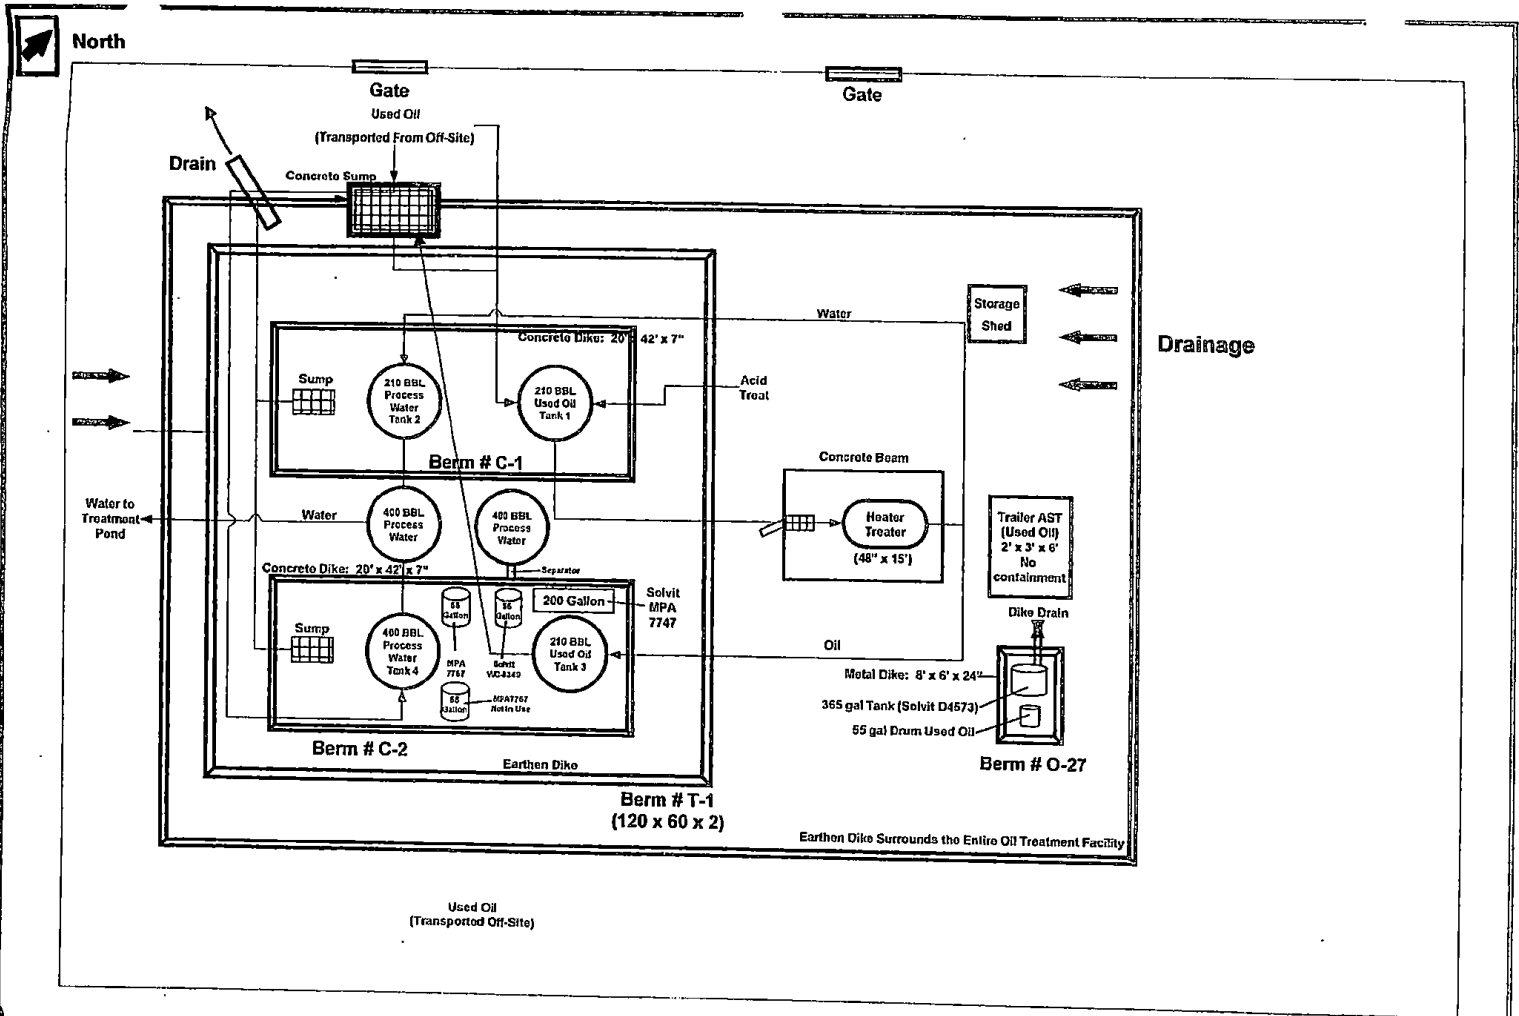 North
Gate
Gate
Used Oil
(Transported From Off-Site)
Drain
Concrete Sump
Water
Storage
Shed
Drainage
Concrete Dike: 20' x 42' x 7"
Sump
210 BBL
Process
Water
Tank 2
210 BBL
Used Oil
Tank 1
Acid
Treat
Berm # C-1
Concrete Beam
Water to
Treatment
Pond
Water
400 BBL
Process
Water
400 BBL
Process
Water
Heater
Treater
(48" x 15')
Trailer AST
(Used Oil)
2' x 3' x 6'
No
containment
Separator
Concrete Dike: 20' x 42' x 7"
55
Gallon
55
Gallon
200 Gallon
Solvit
MPA
7747
Dike Drain
Sump
400 BBL
Process
Water
Tank 4
210 BBL
Used Oil
Tank 3
Oil
MPA
7767
Solvit
55
Gallon
MPA7767
Not In Use
Metal Dike: 8' x 6' x 24"
365 gal Tank (Solvit D4573)
55 gal Drum Used Oil
Berm # C-2
Berm # O-27
Earthen Dike
Berm # T-1
(120 x 60 x 2)
Earthen Dike Surrounds the Entire Oil Treatment Facility
Used Oil
(Transported Off-Site)